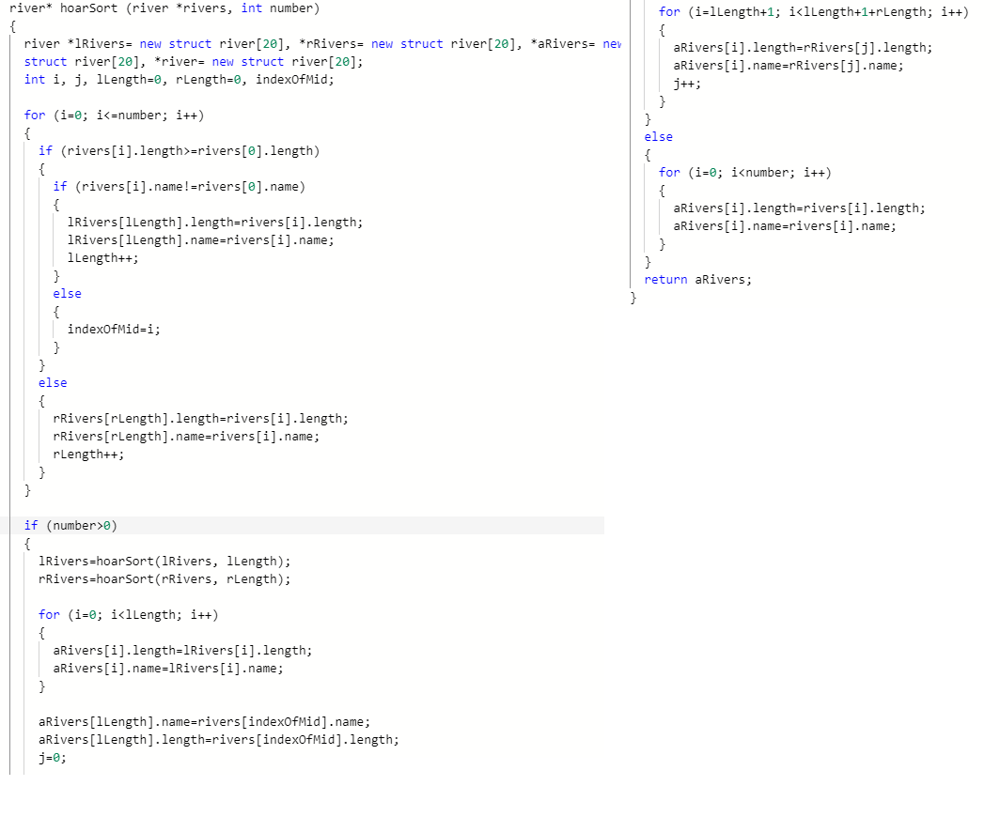 river* hoarSort (river *rivers, int number)
{
river *lRivers= new struct river[20], *rRivers= new struct river[20], *aRivers= new
struct river[20], *river= new struct river[20];
int i, j, lLength=0, rLength=0, indexOfMid;
for (i=0; i<=number; i++)
{
if (rivers[i].length>=rivers[0].length)
{
if (rivers[i].name!=rivers[0].name)
{
lRivers[lLength].length=rivers[i].length;
lRivers[lLength].name=rivers[i].name;
lLength++;
}
else
{
indexOfMid=i;
}
}
else
{
rRivers[rLength].length=rivers[i].length;
rRivers[rLength].name=rivers[i].name;
rLength++;
}
}
if (number>0)
{
lRivers=hoarSort(lRivers, lLength);
rRivers=hoarSort(rRivers, rLength);
for (i=0; i<lLength; i++)
{
aRivers[i].length=lRivers[i].length;
aRivers[i].name=lRivers[i].name;
}
aRivers[lLength].name=rivers[indexOfMid].name;
aRivers[lLength].length=rivers[indexOfMid].length;
j=0;
for (i=lLength+1; i<lLength+1+rLength; i++)
{
aRivers[i].length=rRivers[j].length;
aRivers[i].name=rRivers[j].name;
j++;
}
}
else
{
for (i=0; i<number; i++)
{
aRivers[i].length=rivers[i].length;
aRivers[i].name=rivers[i].name;
}
}
return aRivers;
}